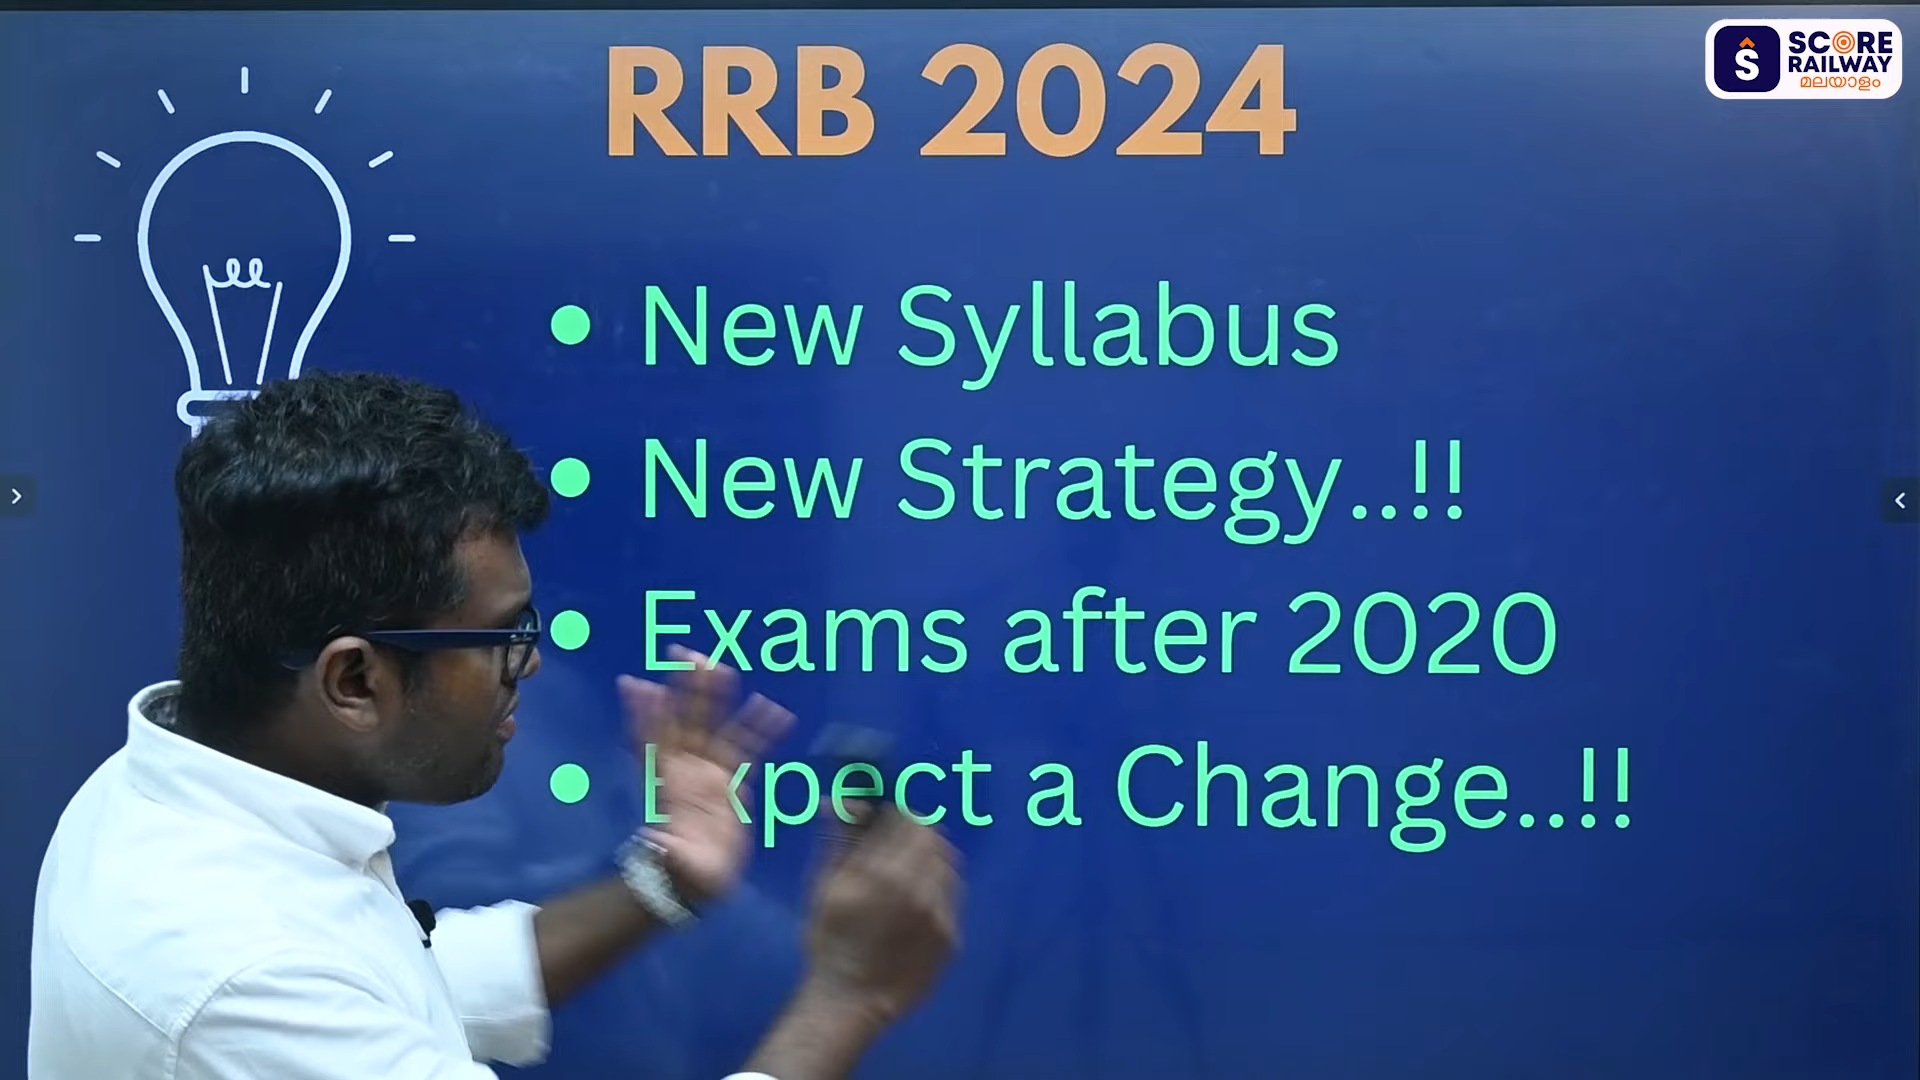 RRB 2024
SCORE
RAILWAY
മലയാളം
• New Syllabus
• New Strategy..!!
• Exams after 2020
• Expect a Change..!!